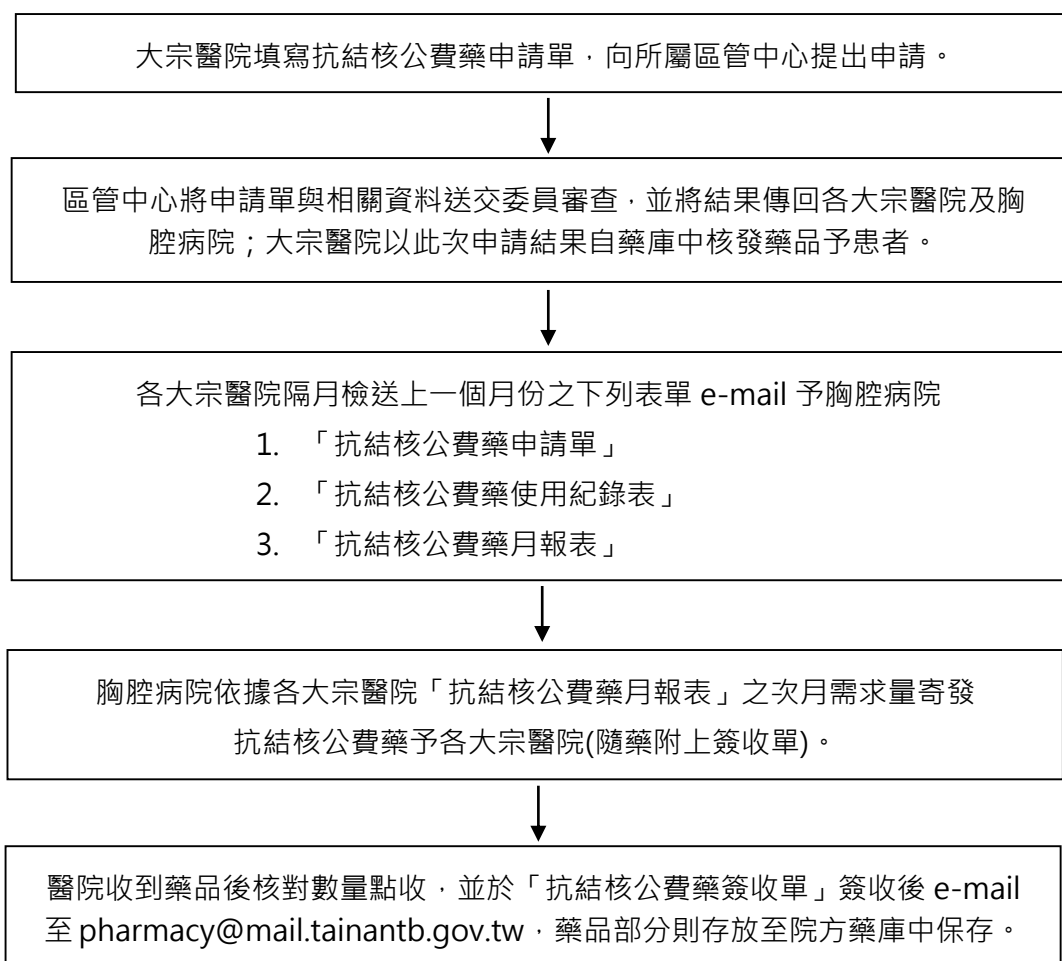 大宗醫院填寫抗結核公費藥申請單，向所屬區管中心提出申請。
區管中心將申請單與相關資料送交委員審查，並將結果傳回各大宗醫院及胸
腔病院；大宗醫院以此次申請結果自藥庫中核發藥品予患者。
各大宗醫院隔月檢送上一個月份之下列表單 e-mail 予胸腔病院
1. 「抗結核公費藥申請單」
2. 「抗結核公費藥使用紀錄表」
3. 「抗結核公費藥月報表」
胸腔病院依據各大宗醫院「抗結核公費藥月報表」之次月需求量寄發
抗結核公費藥予各大宗醫院(隨藥附上簽收單)。
醫院收到藥品後核對數量點收，並於「抗結核公費藥簽收單」簽收後 e-mail
至 pharmacy@mail.tainantb.gov.tw，藥品部分則存放至院方藥庫中保存。